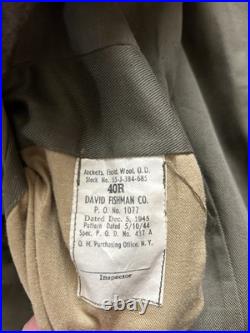 Jackets, Field, Wool, O.D.
Stock No. 55-J-384-685
40R
DAVID FISHMAN CO.
P. O. No. 1077
Dated Dec. 5, 1945
Pattern Dated 5/10/44
Spec. P. Q. D. No. 437 A
Q. M. Purchasing Office, N. Y.
Inspector